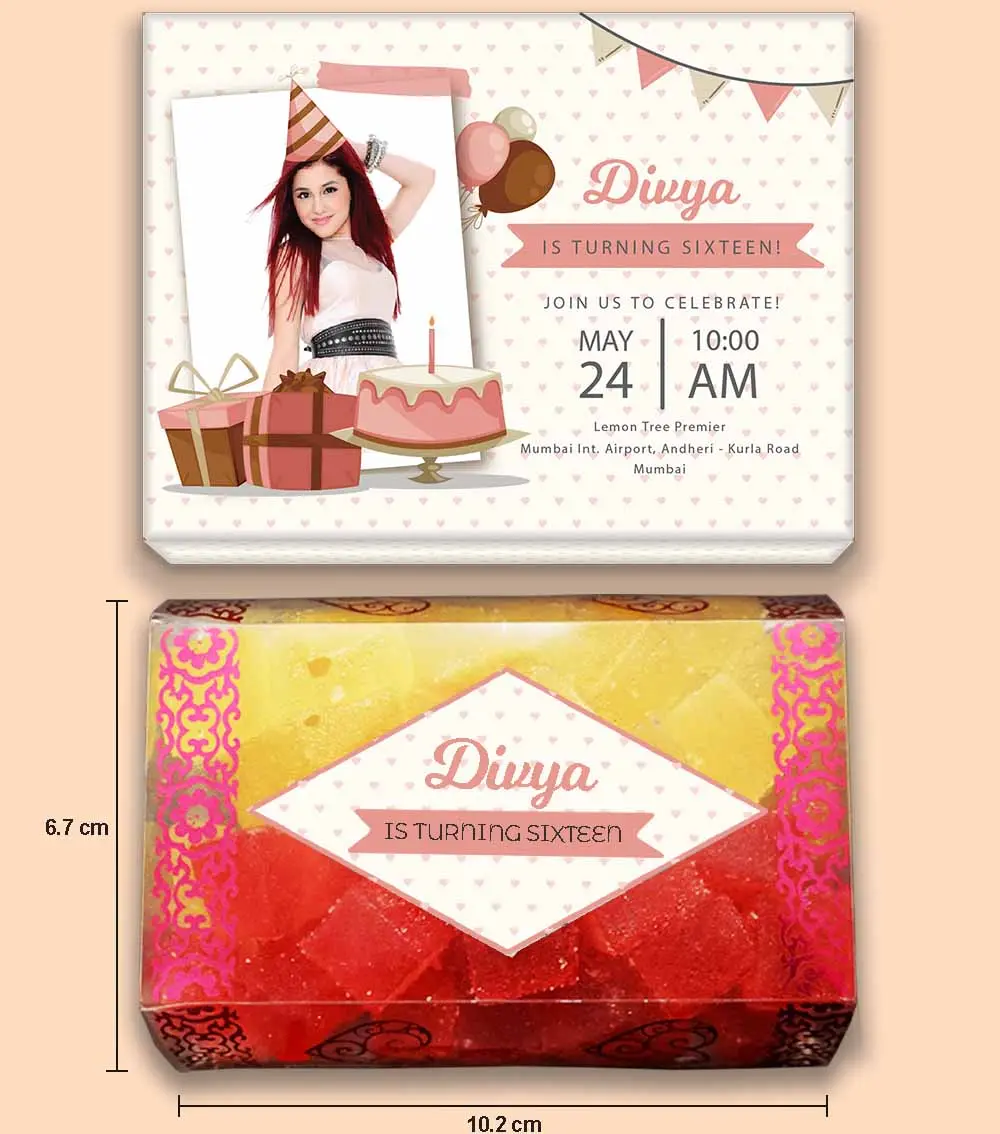 Divya
IS TURNING SIXTEEN!
JOIN US TO CELEBRATE!
MAY 10:00
24 AM
Lemon Tree Premier
Mumbai Int. Airport, Andheri - Kurla Road
Mumbai
Divya
IS TURNING SIXTEEN
6.7 cm
10.2 cm